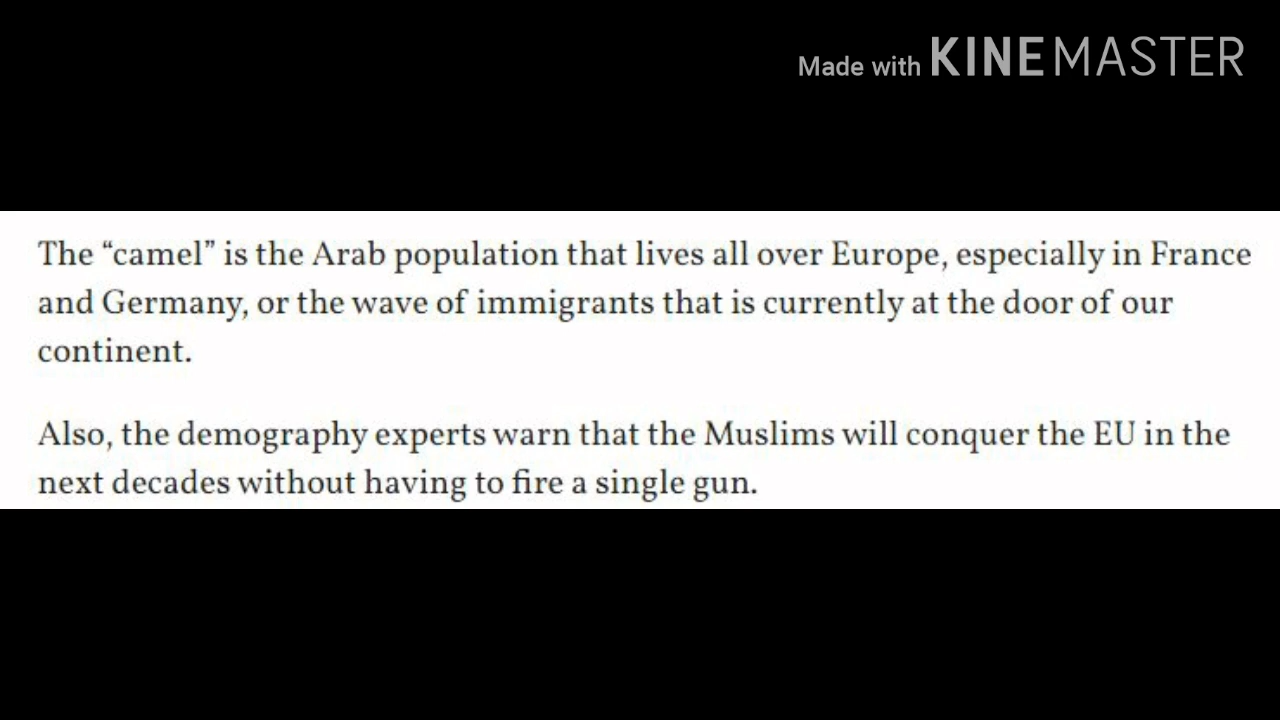 Made with KINEMASTER
The “camel” is the Arab population that lives all over Europe, especially in France
and Germany, or the wave of immigrants that is currently at the door of our
continent.
Also, the demography experts warn that the Muslims will conquer the EU in the
next decades without having to fire a single gun.